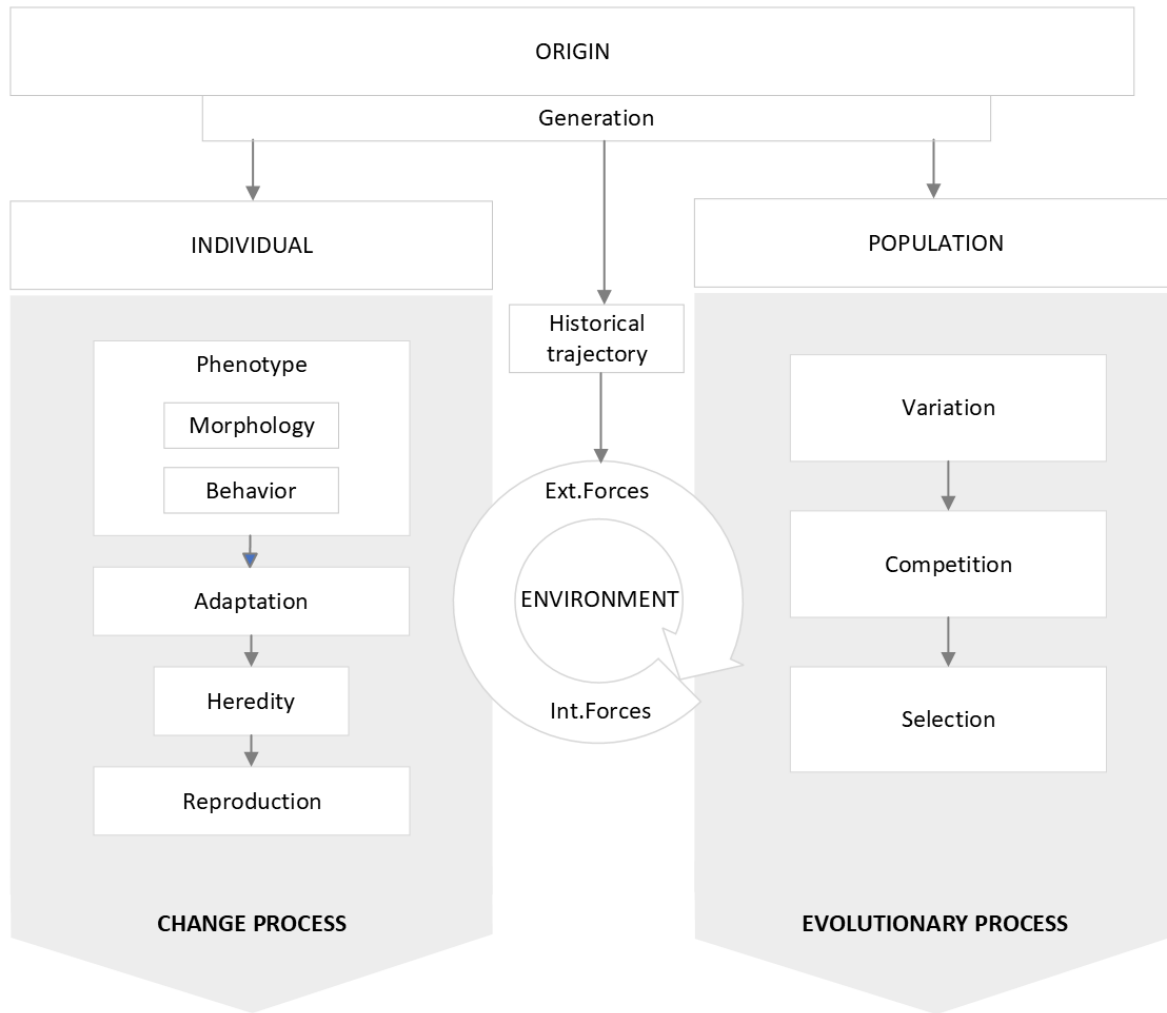 ORIGIN
Generation
INDIVIDUAL
POPULATION
Historical
trajectory
Phenotype
Morphology
Behavior
Adaptation
Heredity
Reproduction
CHANGE PROCESS
Ext.Forces
ENVIRONMENT
Int.Forces
Variation
Competition
Selection
EVOLUTIONARY PROCESS